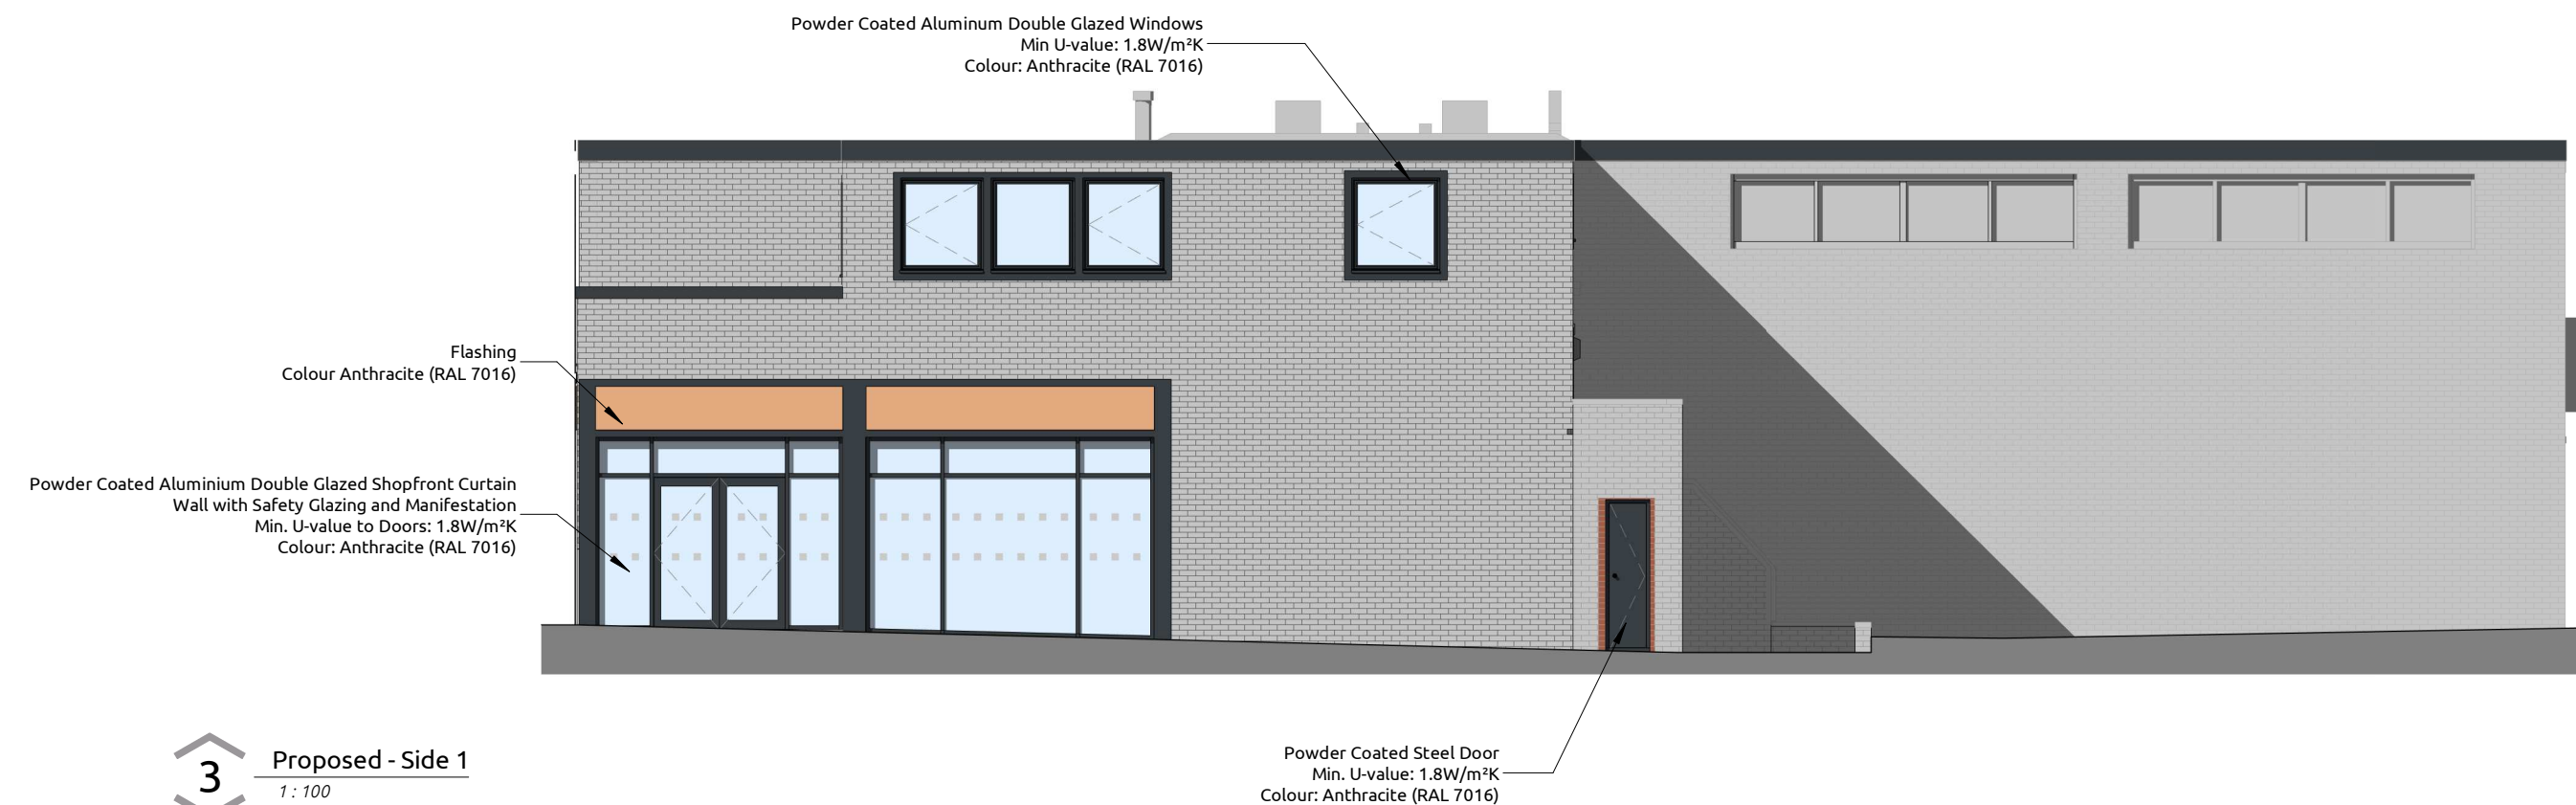 Powder Coated Aluminum Double Glazed Windows
Min U-value: 1.8W/m²K
Colour: Anthracite (RAL 7016)
Flashing
Colour Anthracite (RAL 7016)
Powder Coated Aluminium Double Glazed Shopfront Curtain
Wall with Safety Glazing and Manifestation
Min. U-value to Doors: 1.8W/m²K
Colour: Anthracite (RAL 7016)
3
Proposed - Side 1
1 : 100
Powder Coated Steel Door
Min. U-value: 1.8W/m²K
Colour: Anthracite (RAL 7016)